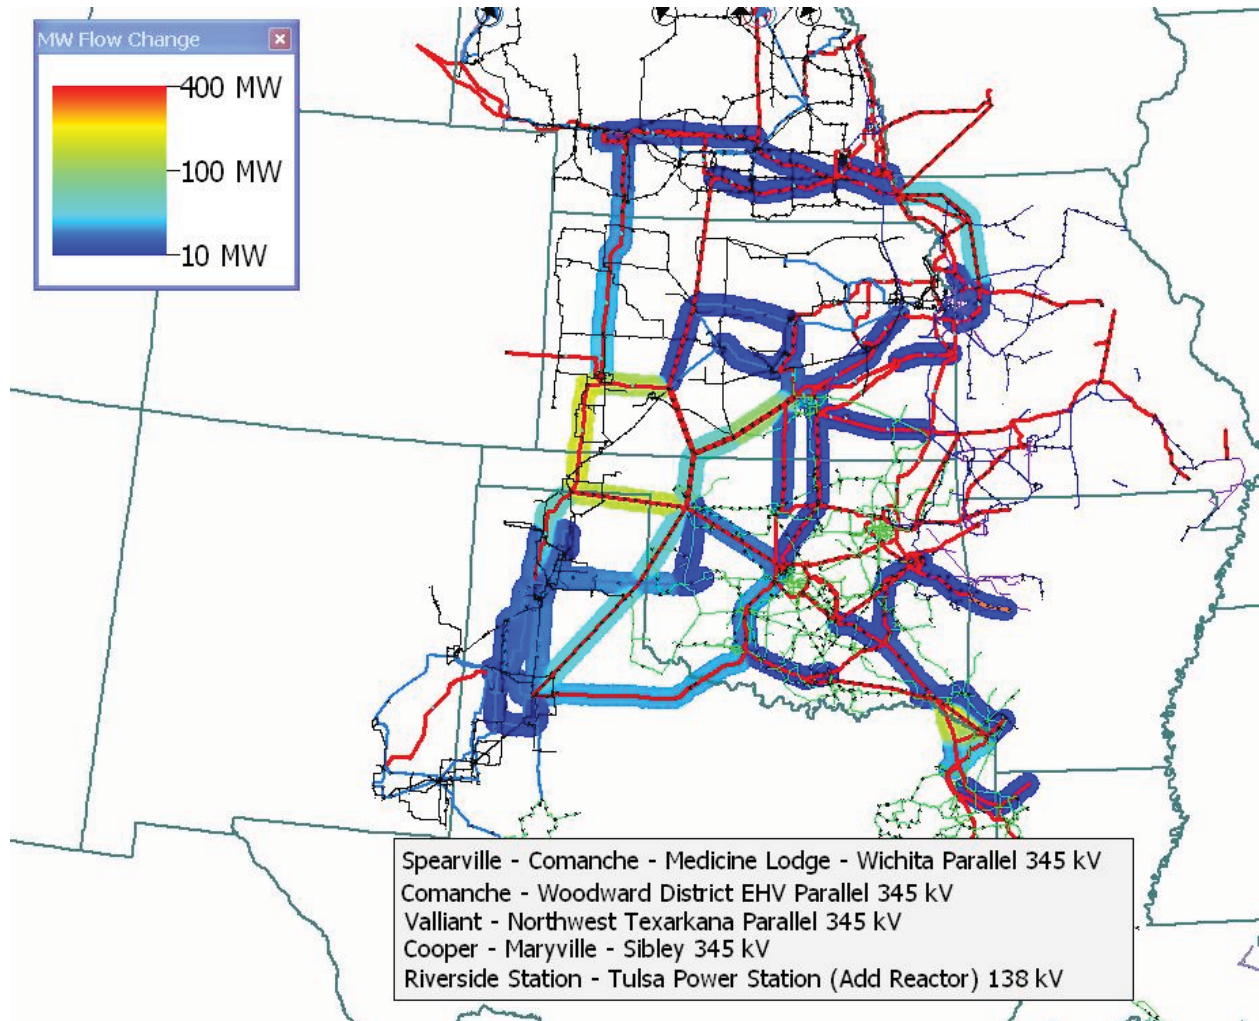 MW Flow Change
400 MW
100 MW
10 MW
Spearville - Comanche - Medicine Lodge - Wichita Parallel 345 kV
Comanche - Woodward District EHV Parallel 345 kV
Valliant - Northwest Texarkana Parallel 345 kV
Cooper - Maryville - Sibley 345 kV
Riverside Station - Tulsa Power Station (Add Reactor) 138 kV